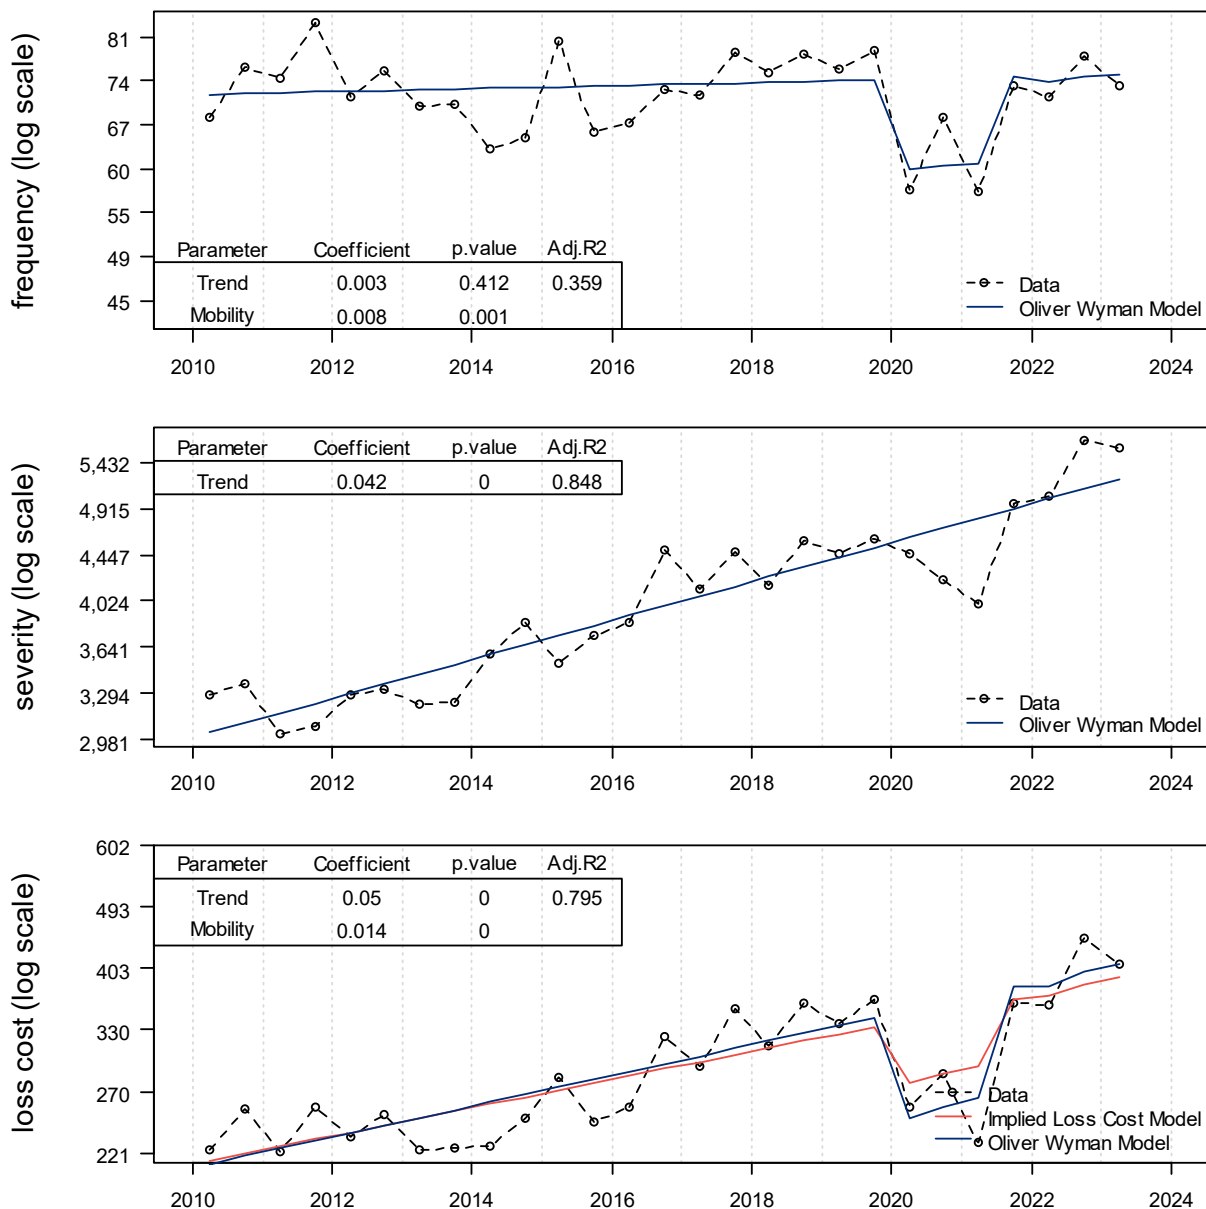 frequency (log scale)
81
74
67
60
55
49
45
Parameter Coefficient p.value Adj.R2
Trend 0.003 0.412 0.359
Mobility 0.008 0.001
Data
Oliver Wyman Model
2010 2012 2014 2016 2018 2020 2022 2024
severity (log scale)
5,432
4,915
4,447
4,024
3,641
3,294
2,981
Parameter Coefficient p.value Adj.R2
Trend 0.042 0 0.848
Data
Oliver Wyman Model
2010 2012 2014 2016 2018 2020 2022 2024
loss cost (log scale)
602
493
403
330
270
221
Parameter Coefficient p.value Adj.R2
Trend 0.05 0 0.795
Mobility 0.014 0
Data
Implied Loss Cost Model
Oliver Wyman Model
2010 2012 2014 2016 2018 2020 2022 2024